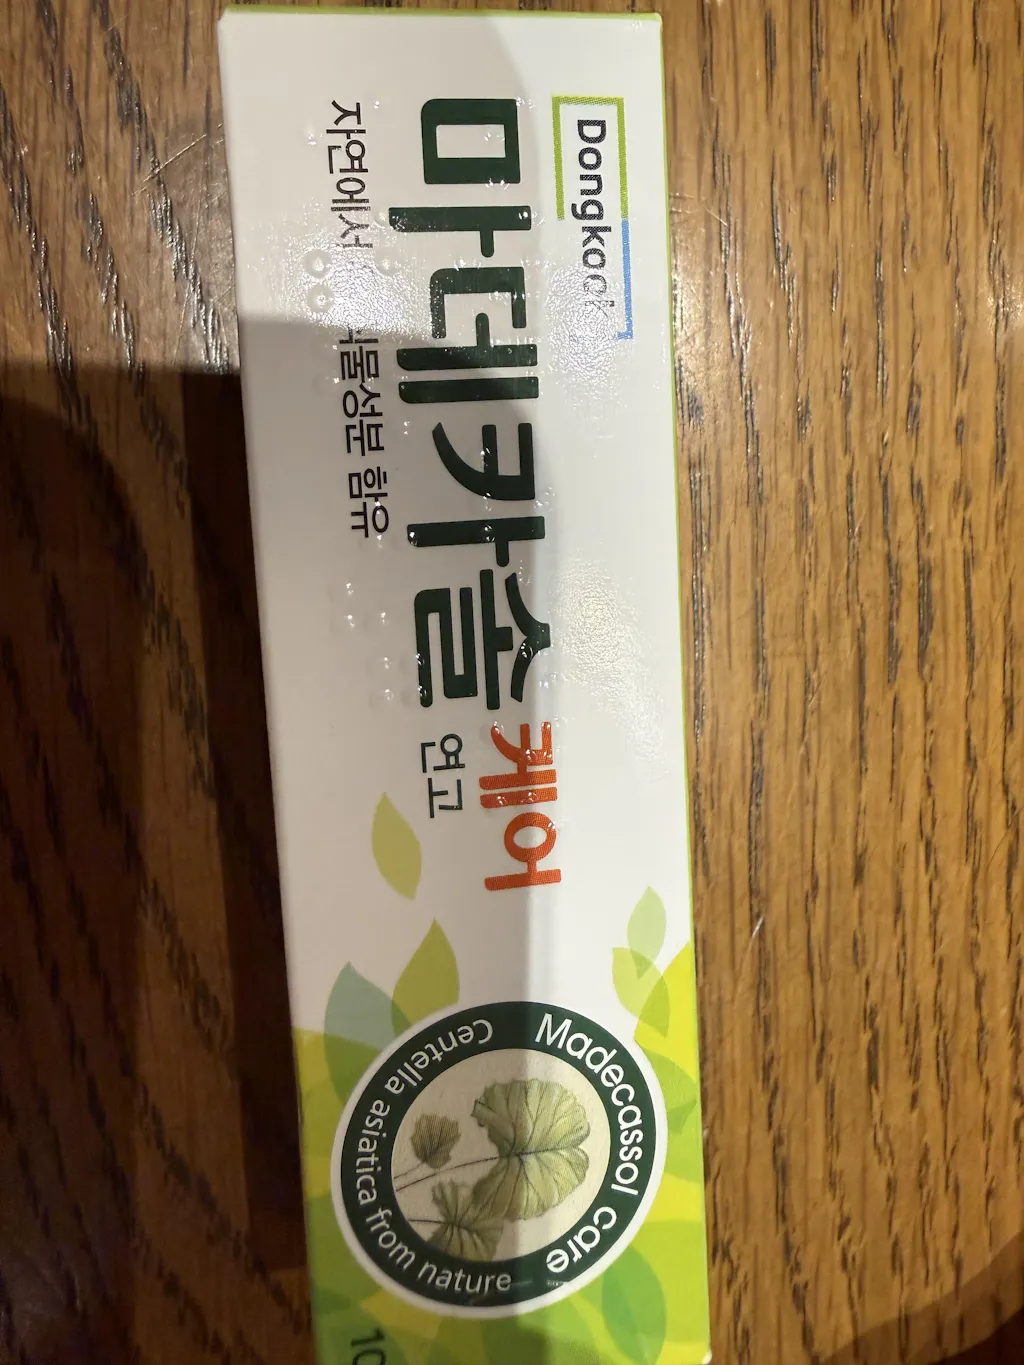 Dongkook
마데카솔케어
연고
자연에서 식물성분 함유
Madecassol care
Centella asiatica from nature
10